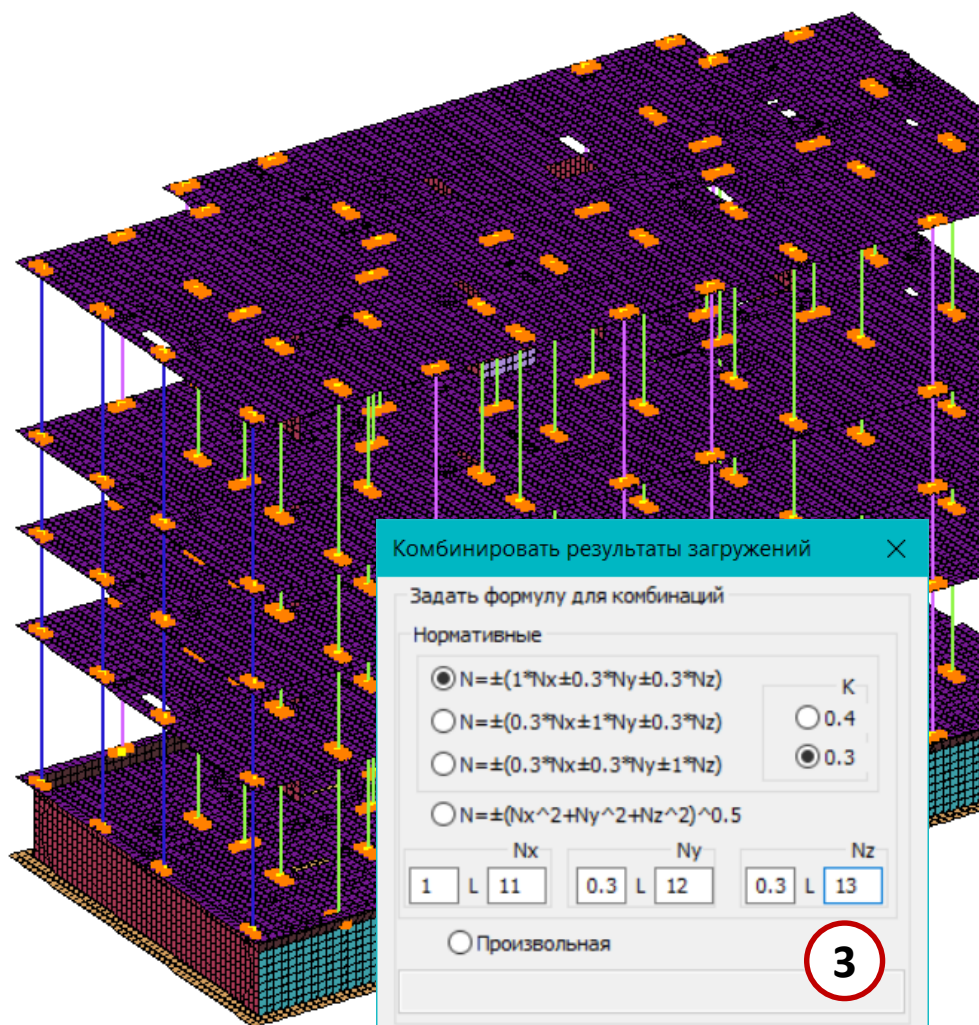 Комбинировать результаты загружений
Задать формулу для комбинаций
Нормативные
N=±(1*Nx±0.3*Ny±0.3*Nz)
K
N=±(0.3*Nx±1*Ny±0.3*Nz)
0.4
N=±(0.3*Nx±0.3*Ny±1*Nz)
0.3
N=±(Nx^2+Ny^2+Nz^2)^0.5
Nx Ny Nz
1 L 11 0.3 L 12 0.3 L 13
Произвольная
3